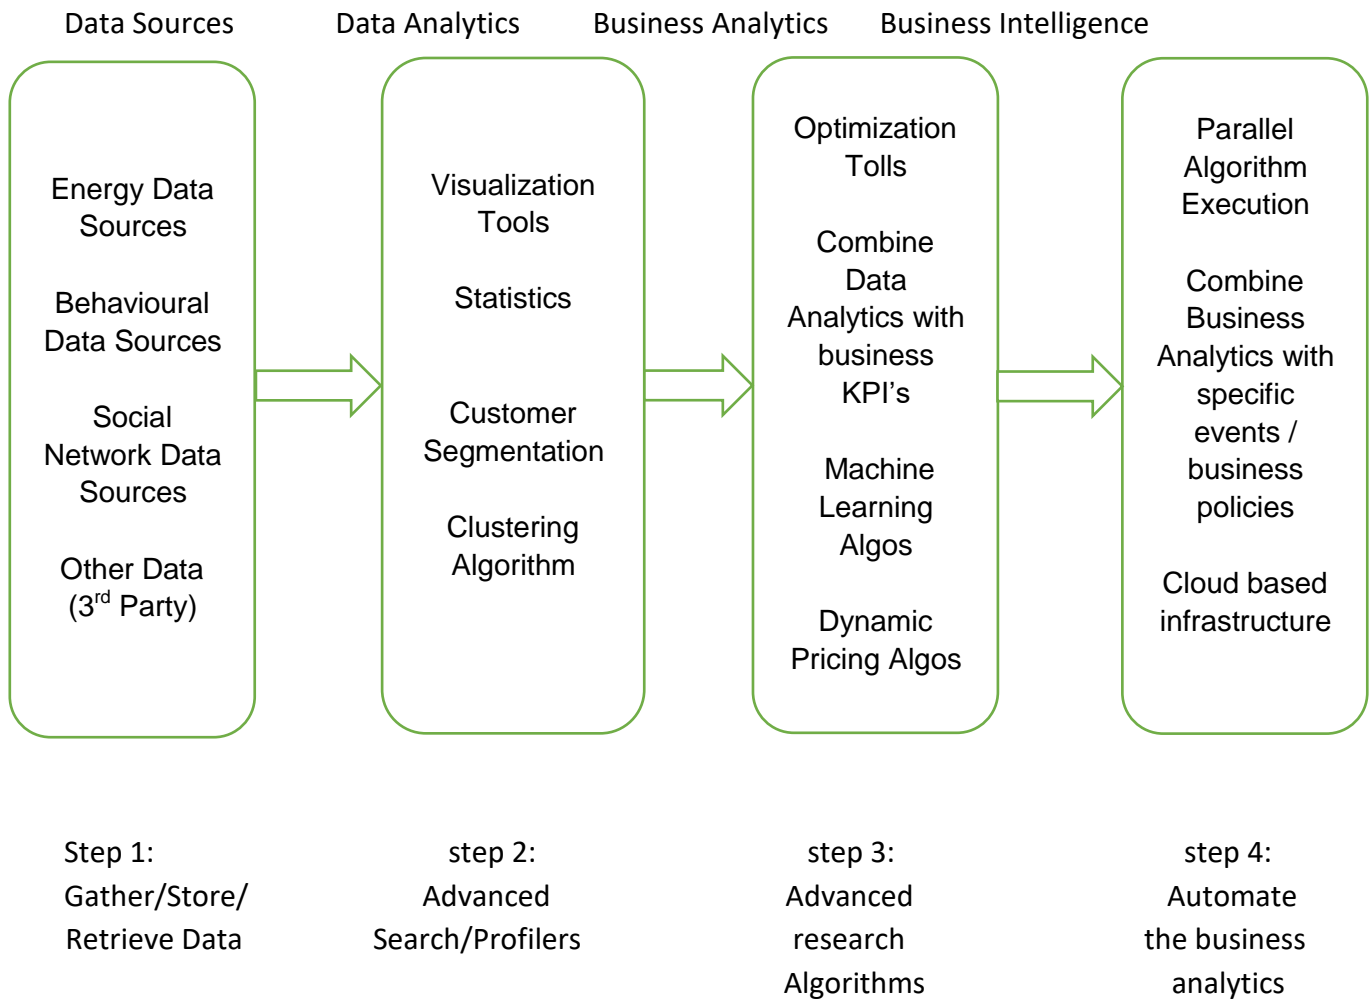 Data Sources
Data Analytics
Business Analytics
Business Intelligence
Energy Data
Sources
Behavioural
Data Sources
Social
Network Data
Sources
Other Data
(3rd Party)
Visualization
Tools
Statistics
Customer
Segmentation
Clustering
Algorithm
Optimization
Tolls
Combine
Data
Analytics with
business
KPI’s
Machine
Learning
Algos
Dynamic
Pricing Algos
Parallel
Algorithm
Execution
Combine
Business
Analytics with
specific
events /
business
policies
Cloud based
infrastructure
Step 1:
Gather/Store/
Retrieve Data
step 2:
Advanced
Search/Profilers
step 3:
Advanced
research
Algorithms
step 4:
Automate
the business
analytics